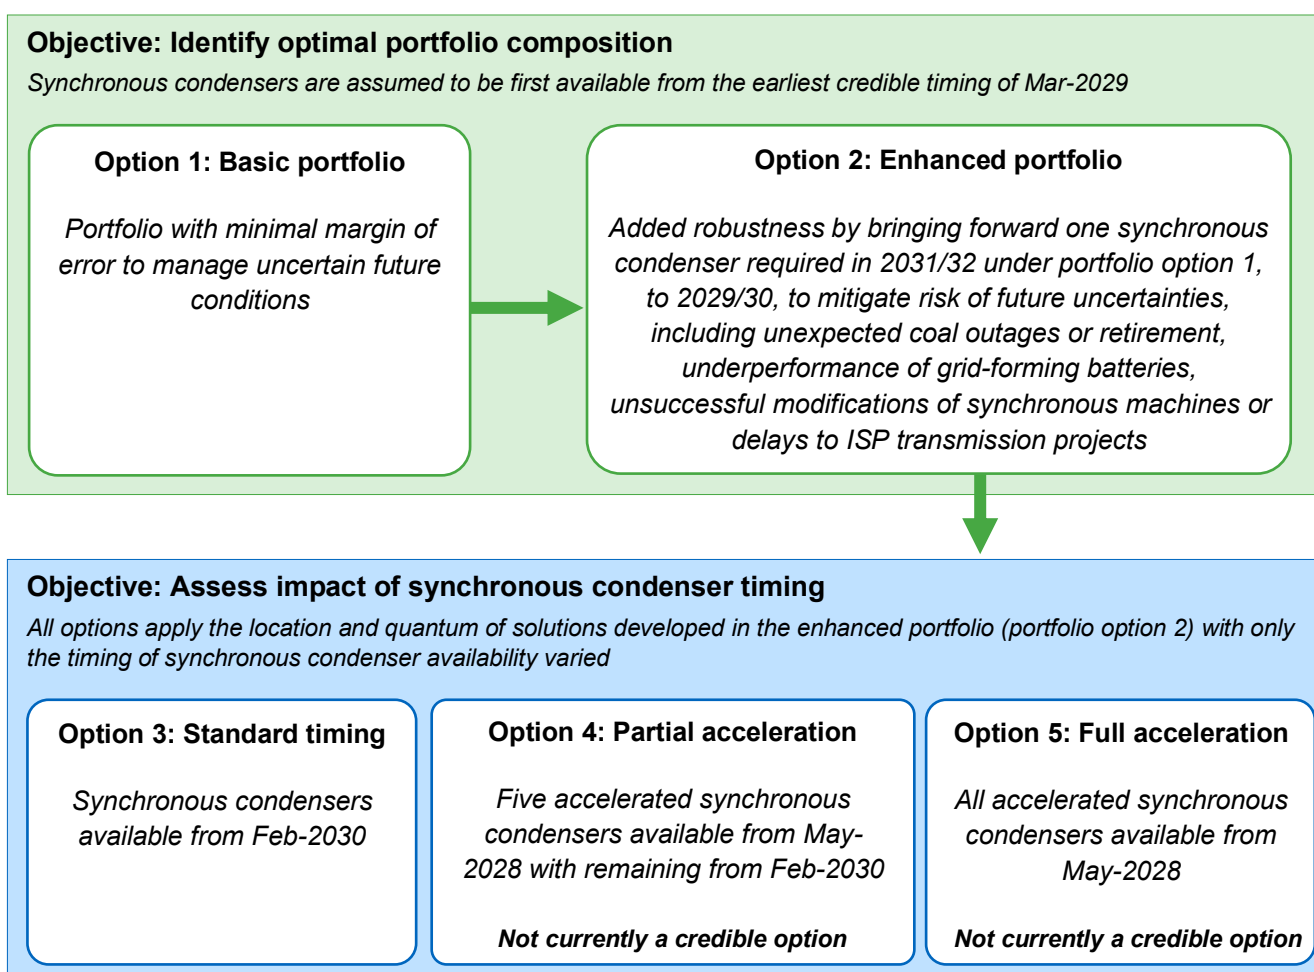 Objective: Identify optimal portfolio composition
Synchronous condensers are assumed to be first available from the earliest credible timing of Mar-2029
Option 1: Basic portfolio
Portfolio with minimal margin of
error to manage uncertain future
conditions
Option 2: Enhanced portfolio
Added robustness by bringing forward one synchronous
condenser required in 2031/32 under portfolio option 1,
to 2029/30, to mitigate risk of future uncertainties,
including unexpected coal outages or retirement,
underperformance of grid-forming batteries,
unsuccessful modifications of synchronous machines or
delays to ISP transmission projects
Objective: Assess impact of synchronous condenser timing
All options apply the location and quantum of solutions developed in the enhanced portfolio (portfolio option 2) with only
the timing of synchronous condenser availability varied
Option 3: Standard timing
Synchronous condensers
available from Feb-2030
Option 4: Partial acceleration
Five accelerated synchronous
condensers available from May-
2028 with remaining from Feb-2030
Not currently a credible option
Option 5: Full acceleration
All accelerated synchronous
condensers available from
May-2028
Not currently a credible option